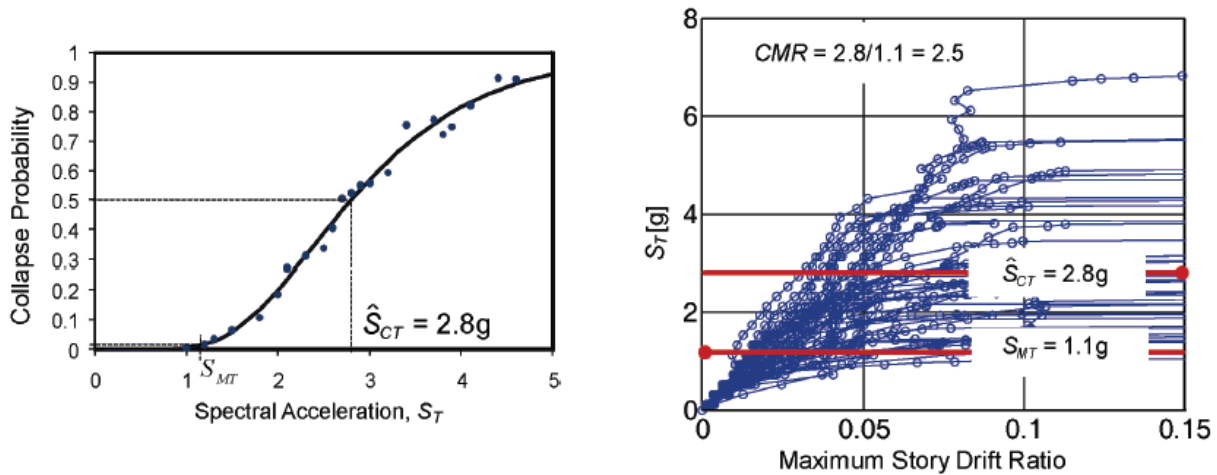 1
0.9
0.8
0.7
0.6
0.5
0.4
0.3
0.2
0.1
0
0 1 2 3 4 5
Collapse Probability
Ŝ_CT = 2.8g
S_MT
Spectral Acceleration, S_T
8
6
4
2
0
S_T[g]
CMR = 2.8/1.1 = 2.5
Ŝ_CT = 2.8g
S_MT = 1.1g
0 0.05 0.1 0.15
Maximum Story Drift Ratio